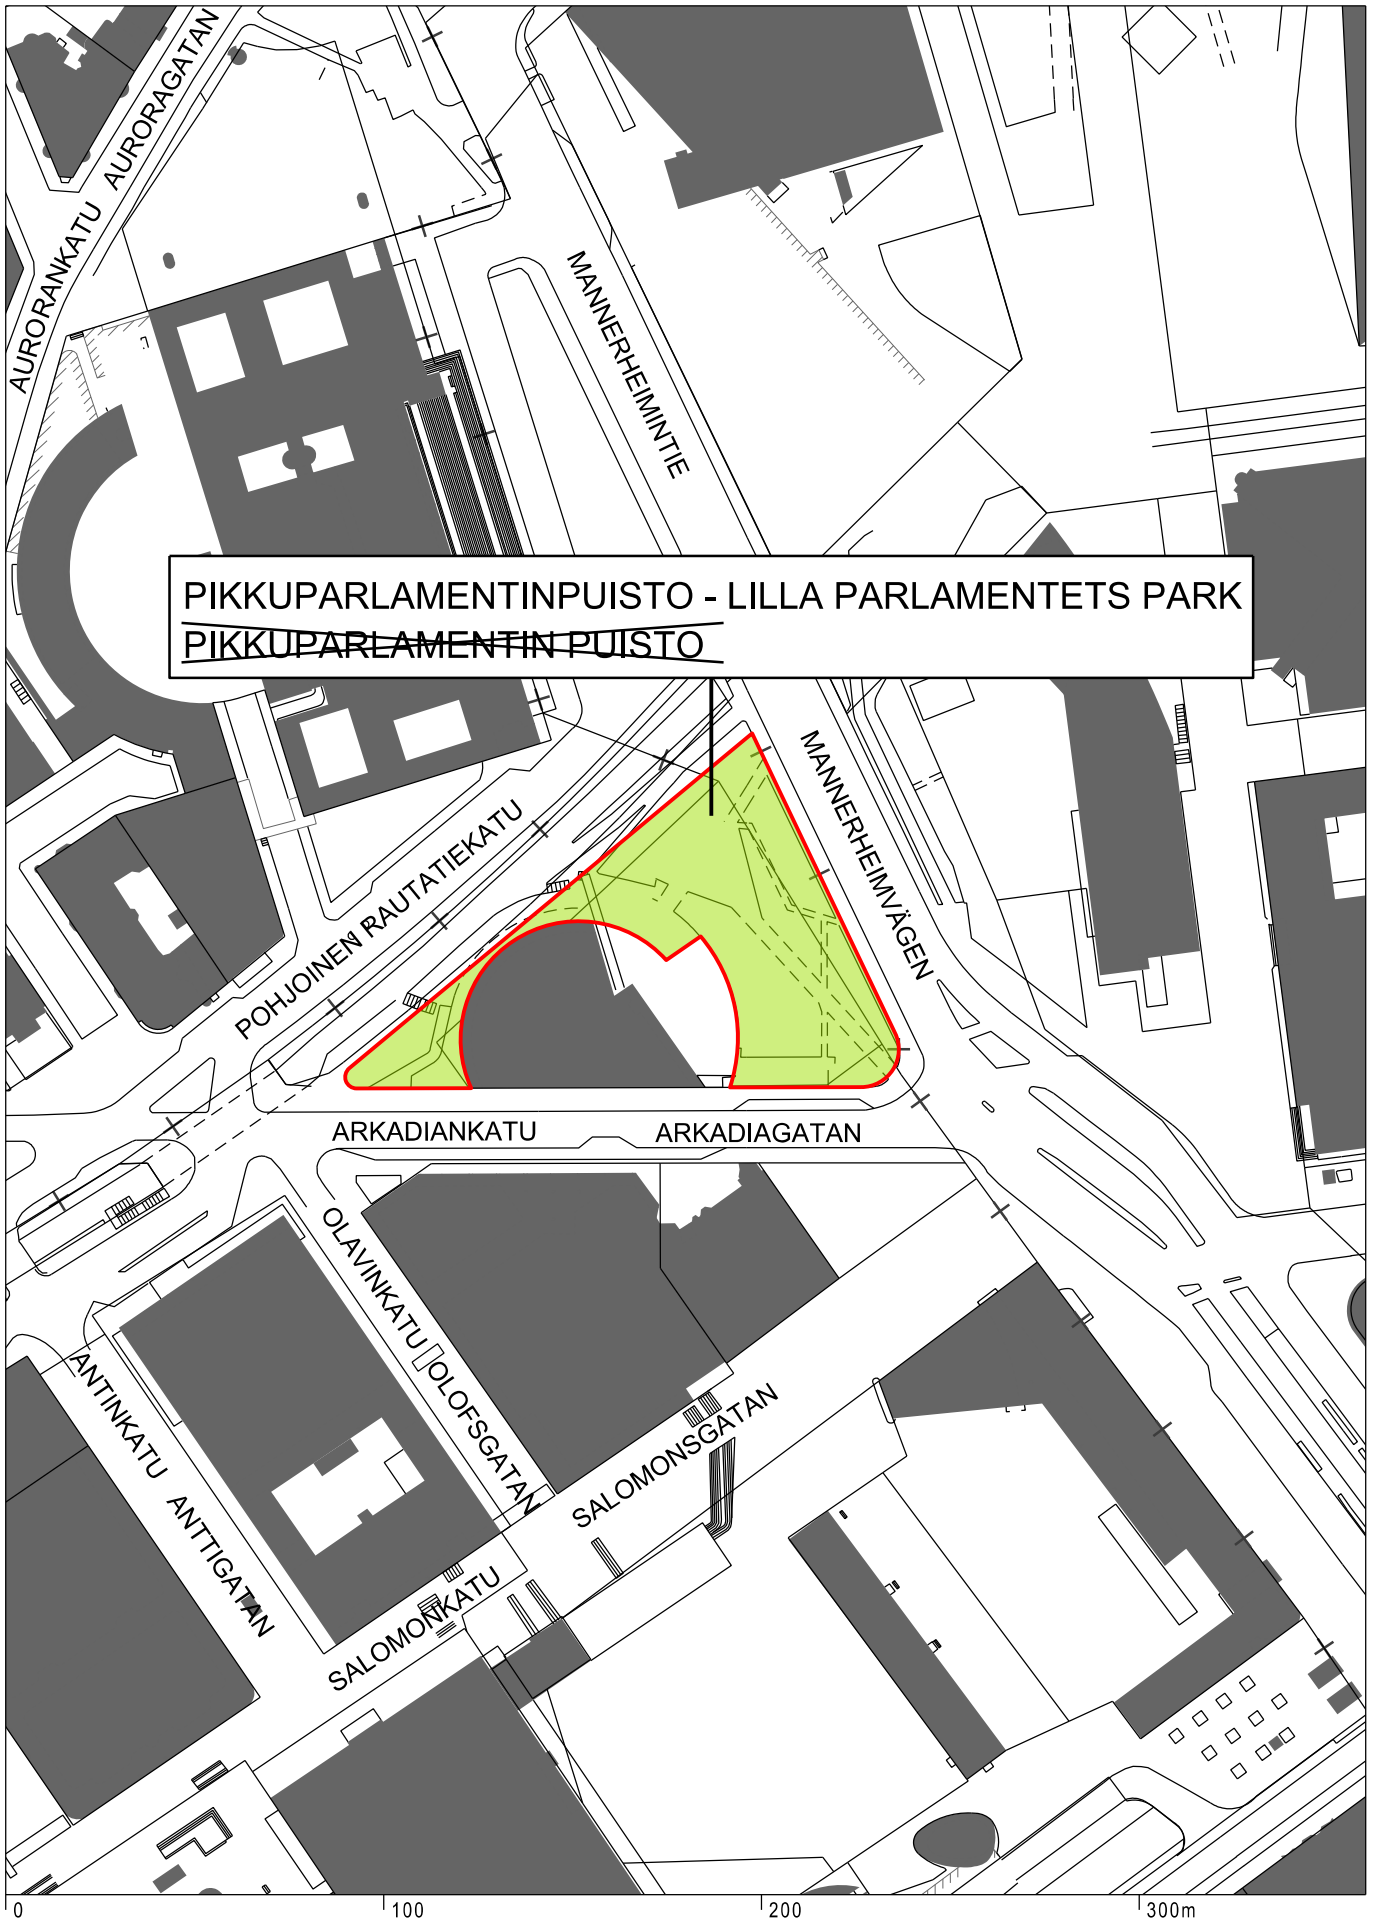 AURORANKATU AURORAGATAN
MANNERHEIMINTIE
PIKKUPARLAMENTINPUISTO - LILLA PARLAMENTETS PARK
PIKKUPARLAMENTIN PUISTO
MANNERHEIMVÄGEN
POHJOINEN RAUTATIEKATU
ARKADIANKATU ARKADIAGATAN
OLAVINKATU OLOFSGATAN
ANTINKATU ANTTIGATAN
SALOMONKATU SALOMONSGATAN
0 100 200 300m